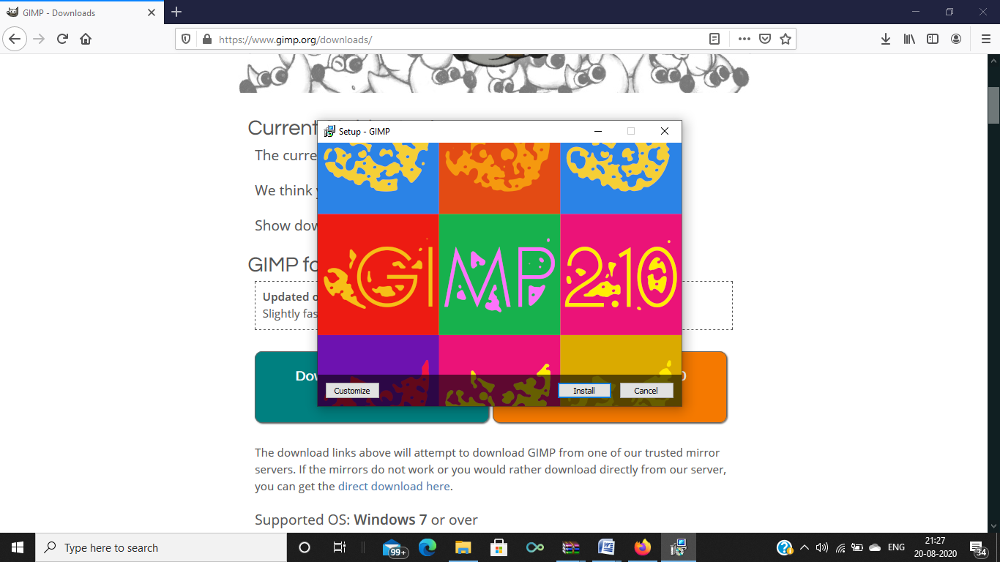 GIMP - Downloads
https://www.gimp.org/downloads/
Current
The curre
We think
Show dow
GIMP fo
Updated o
Slightly fas
Setup - GIMP
GIMP 2.10
Customize
Install
Cancel
Dow
The download links above will attempt to download GIMP from one of our trusted mirror
servers. If the mirrors do not work or you would rather download directly from our server,
you can get the direct download here.
Supported OS: Windows 7 or over
Type here to search
99+
ENG
21:27
20-08-2020
34